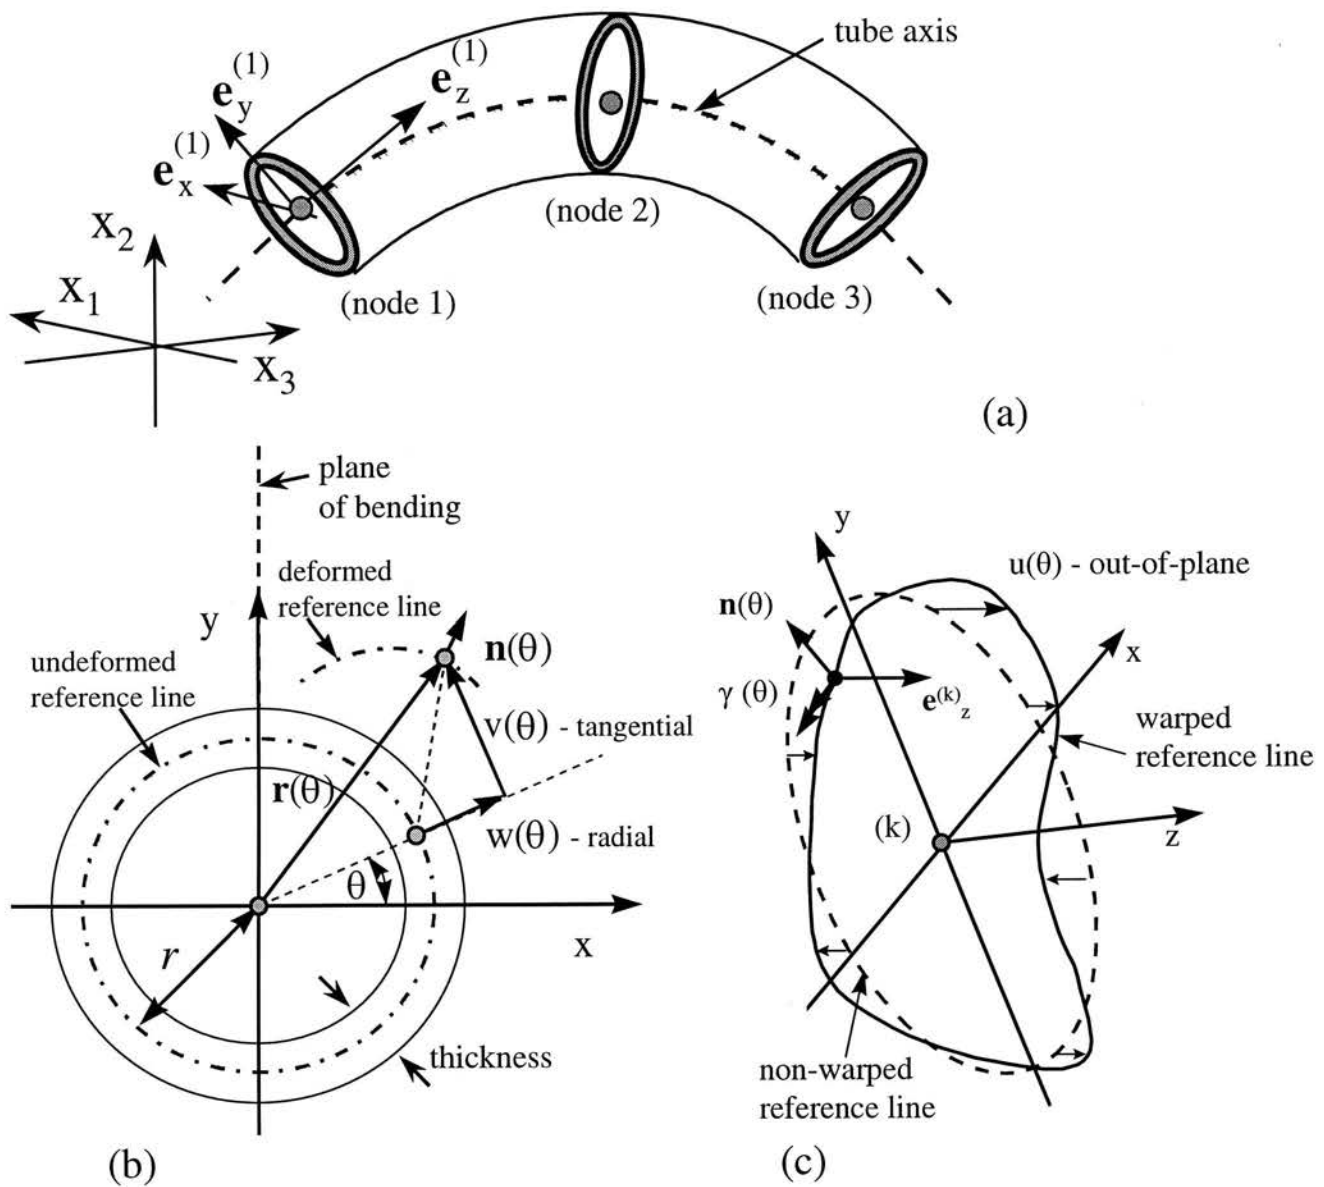 tube axis
e_y^(1)
e_z^(1)
e_x^(1)
(node 2)
X_2
X_1
X_3
(node 1)
(node 3)
(a)
plane
of bending
deformed
reference line
y
n(θ)
undeformed
reference line
v(θ) - tangential
r(θ)
w(θ) - radial
θ
r
x
thickness
(b)
y
u(θ) - out-of-plane
n(θ)
x
γ (θ)
e^(k)_z
warped
reference line
(k)
z
non-warped
reference line
(c)